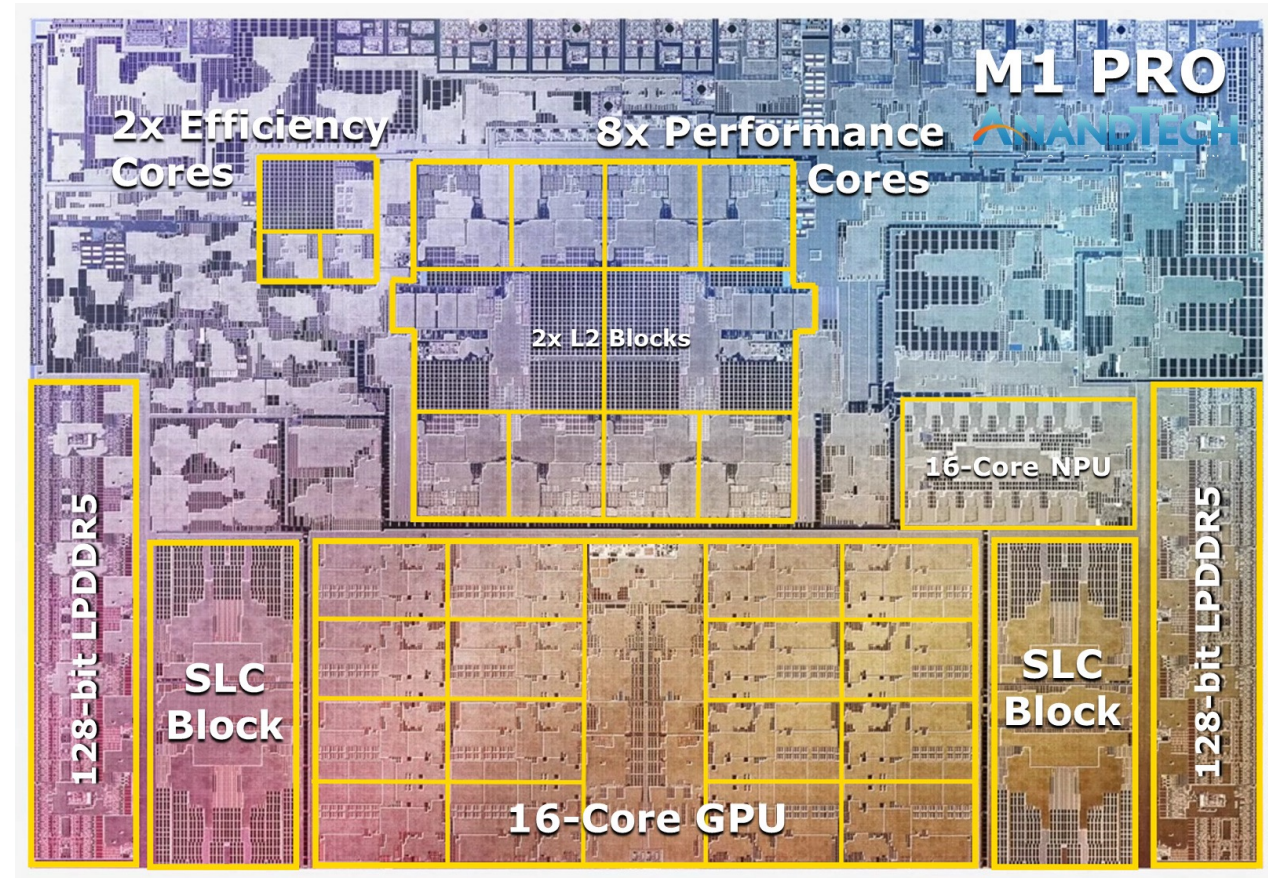 M1 PRO
ANANDTECH
2x Efficiency
Cores
8x Performance
Cores
2x L2 Blocks
16-Core NPU
128-bit LPDDR5
SLC
Block
16-Core GPU
SLC
Block
128-bit LPDDR5